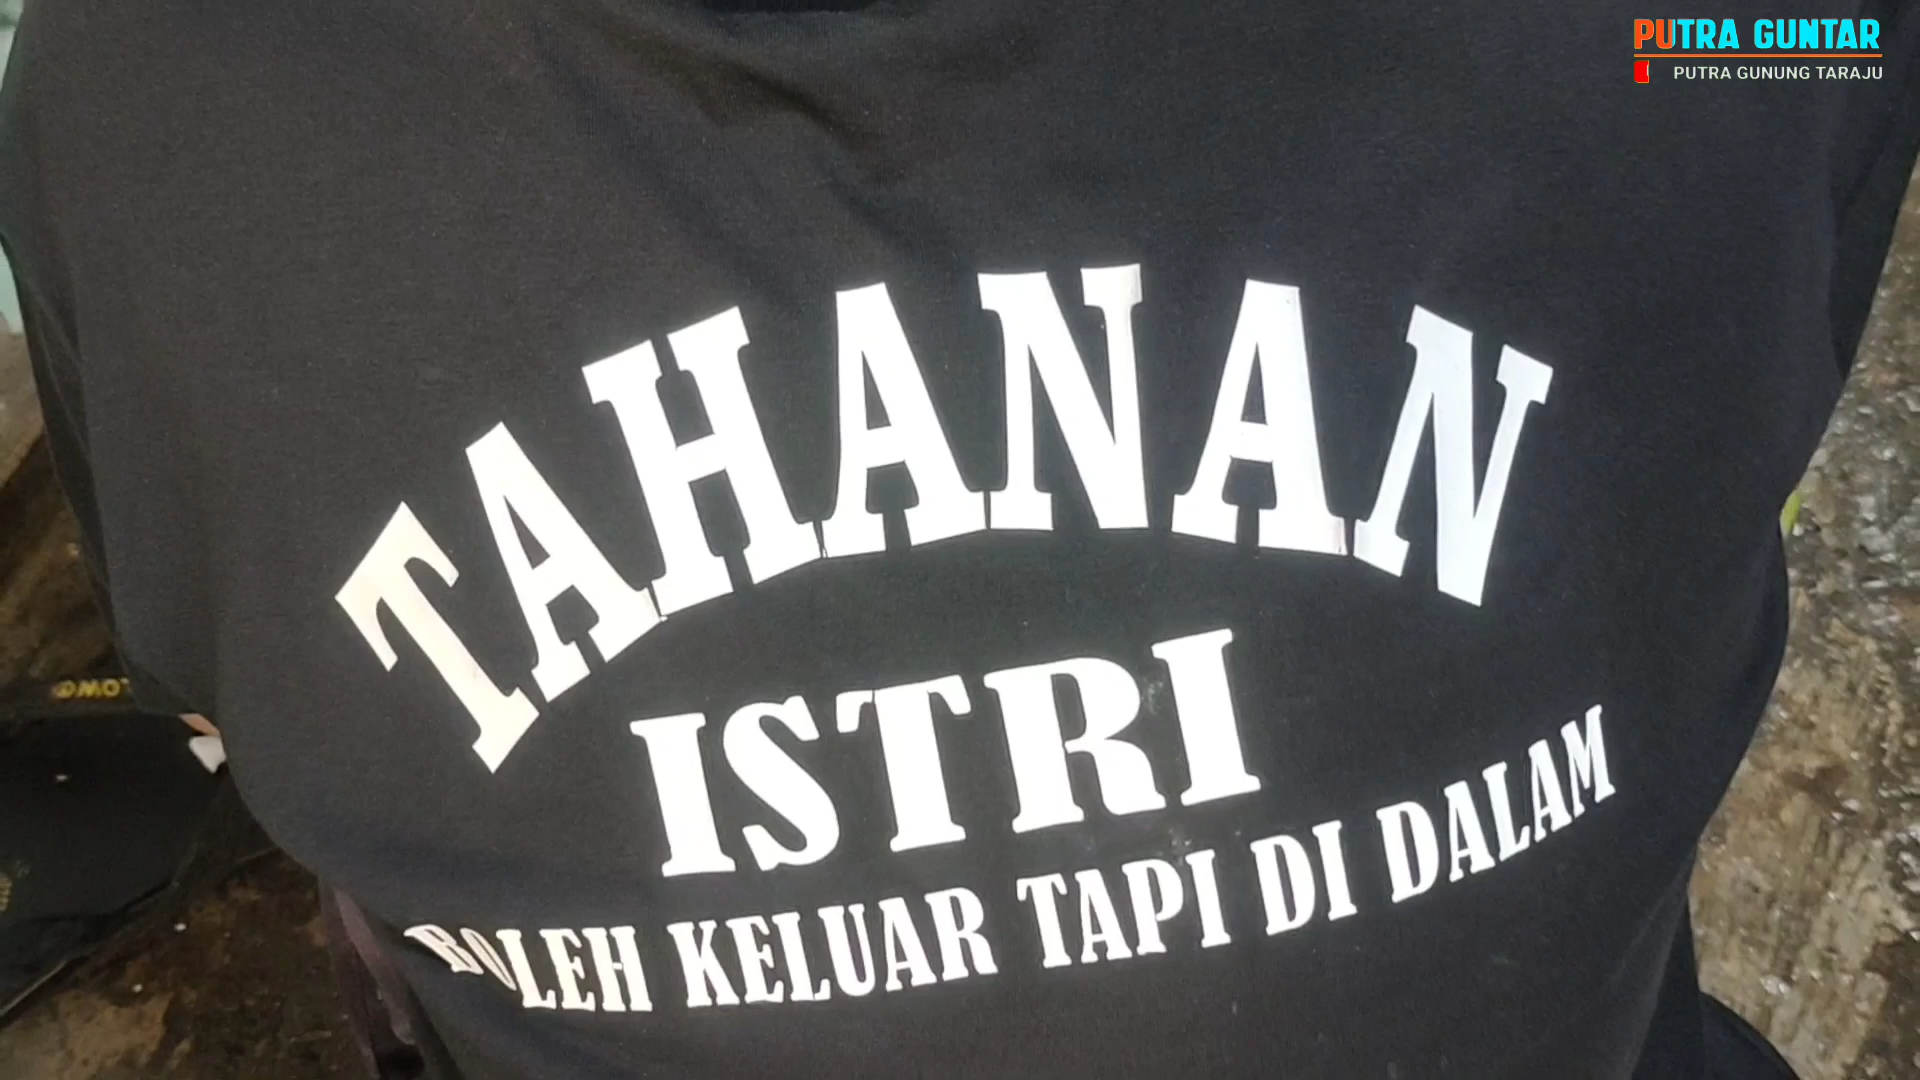 PUTRA GUNTAR
PUTRA GUNUNG TARAJU
TAHANAN
ISTRI
BOLEH KELUAR TAPI DI DALAM